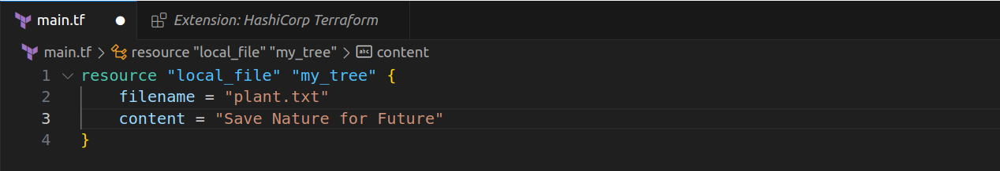 main.tf Extension: HashiCorp Terraform
main.tf > resource "local_file" "my_tree" > abc content
1 resource "local_file" "my_tree" {
2 filename = "plant.txt"
3 content = "Save Nature for Future"
4 }